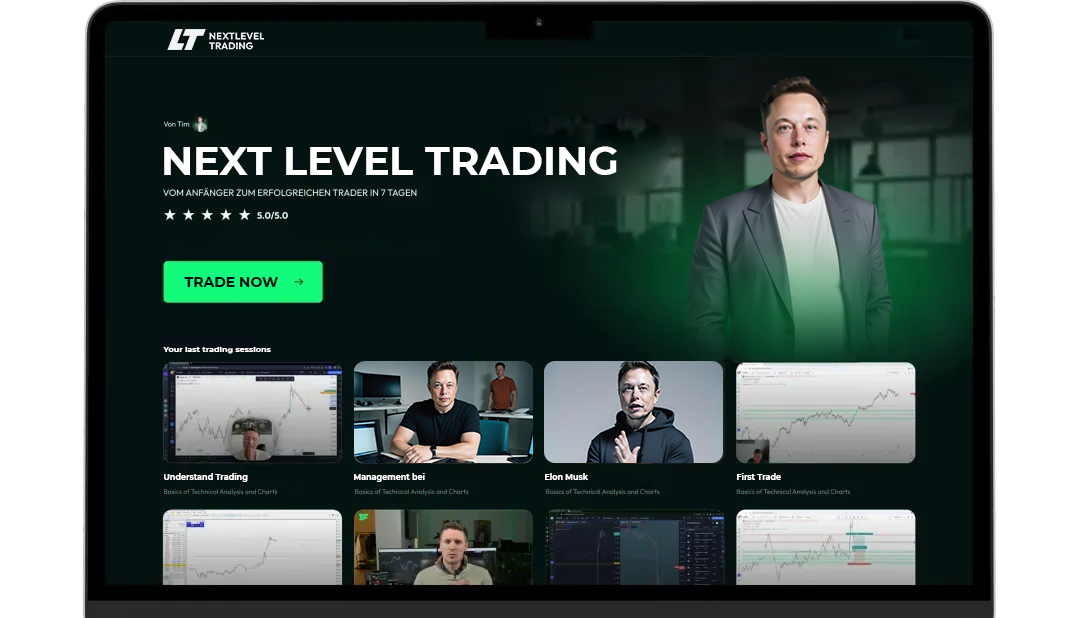 NEXTLEVEL
TRADING
Von Tim
NEXT LEVEL TRADING
VOM ANFÄNGER ZUM ERFOLGREICHEN TRADER IN 7 TAGEN
5.0/5.0
TRADE NOW
Your last trading sessions
Understand Trading
Management bei
Elon Musk
First Trade
Basics of Technical Analysis and Charts
Basics of Technical Analysis and Charts
Basics of Technical Analysis and Charts
Basics of Technical Analysis and Charts